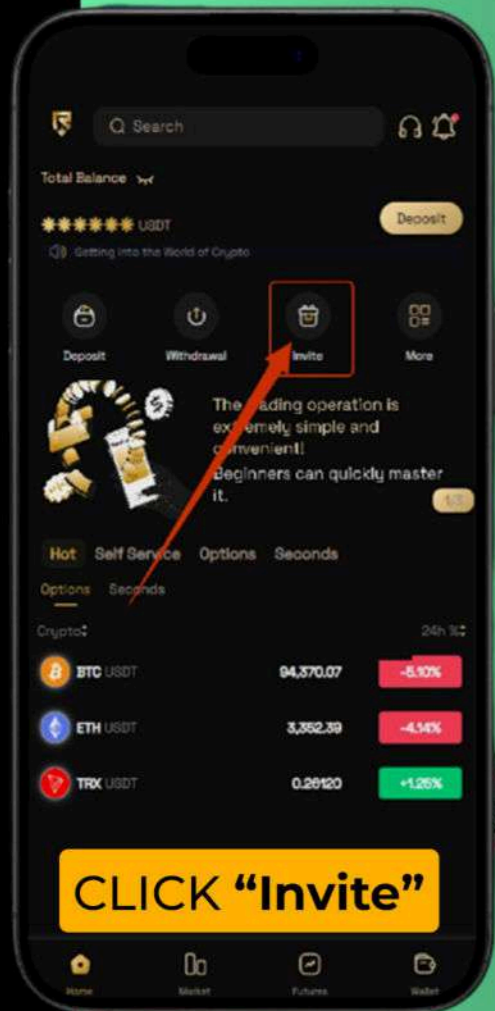 Search
Total Balance
****** USDT
Deposit
Getting into the World of Crypto
Deposit Withdrawal Invite More
The trading operation is
extremely simple and
convenient!
Beginners can quickly master
it.
1/3
Hot Self Service Options Seconds
Options Seconds
Crypto 24h %
BTC USDT 94,370.07 -5.10%
ETH USDT 3,352.39 -4.14%
TRX USDT 0.26120 +1.25%
CLICK “Invite”
Home Market Futures Wallet